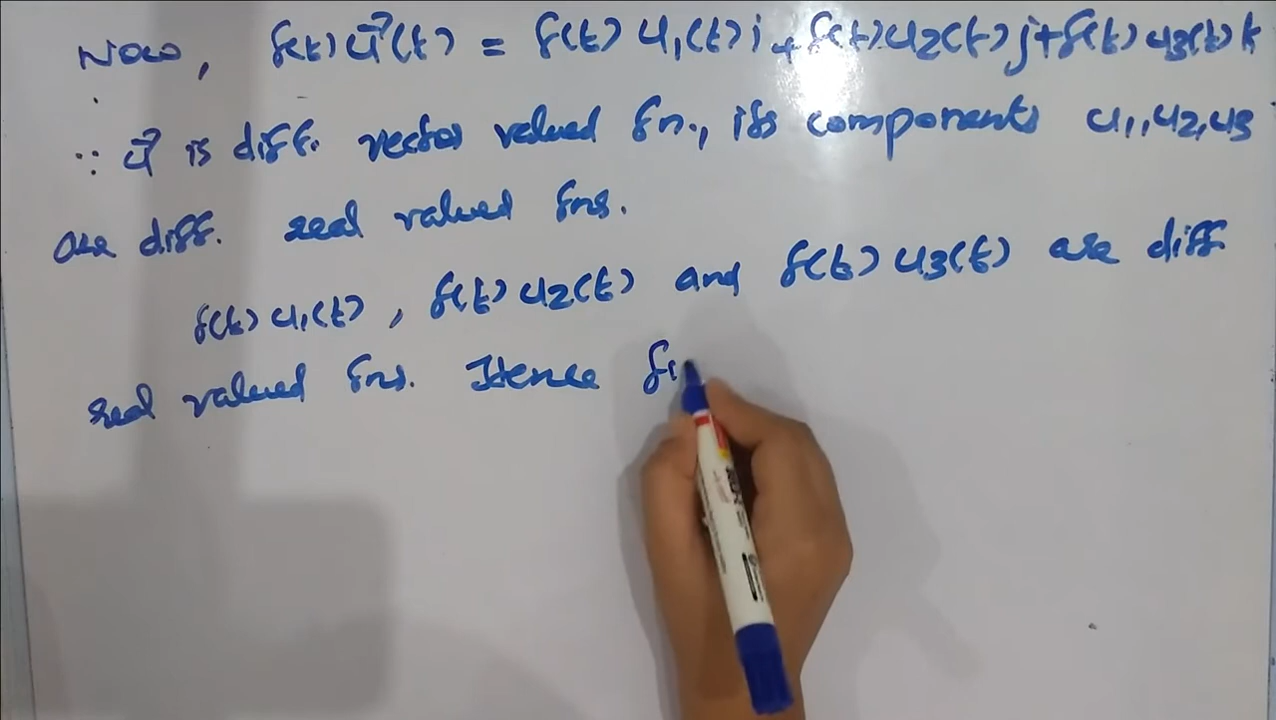 Now, f(t) u⃗(t) = f(t) u₁(t) i + f(t) u₂(t) j + f(t) u₃(t) k
∵ u⃗ is diff. vector valued fn., its components u₁, u₂, u₃
are diff. real valued fns.
f(t) u₁(t), f(t) u₂(t) and f(t) u₃(t) are diff
real valued fns. Hence f(